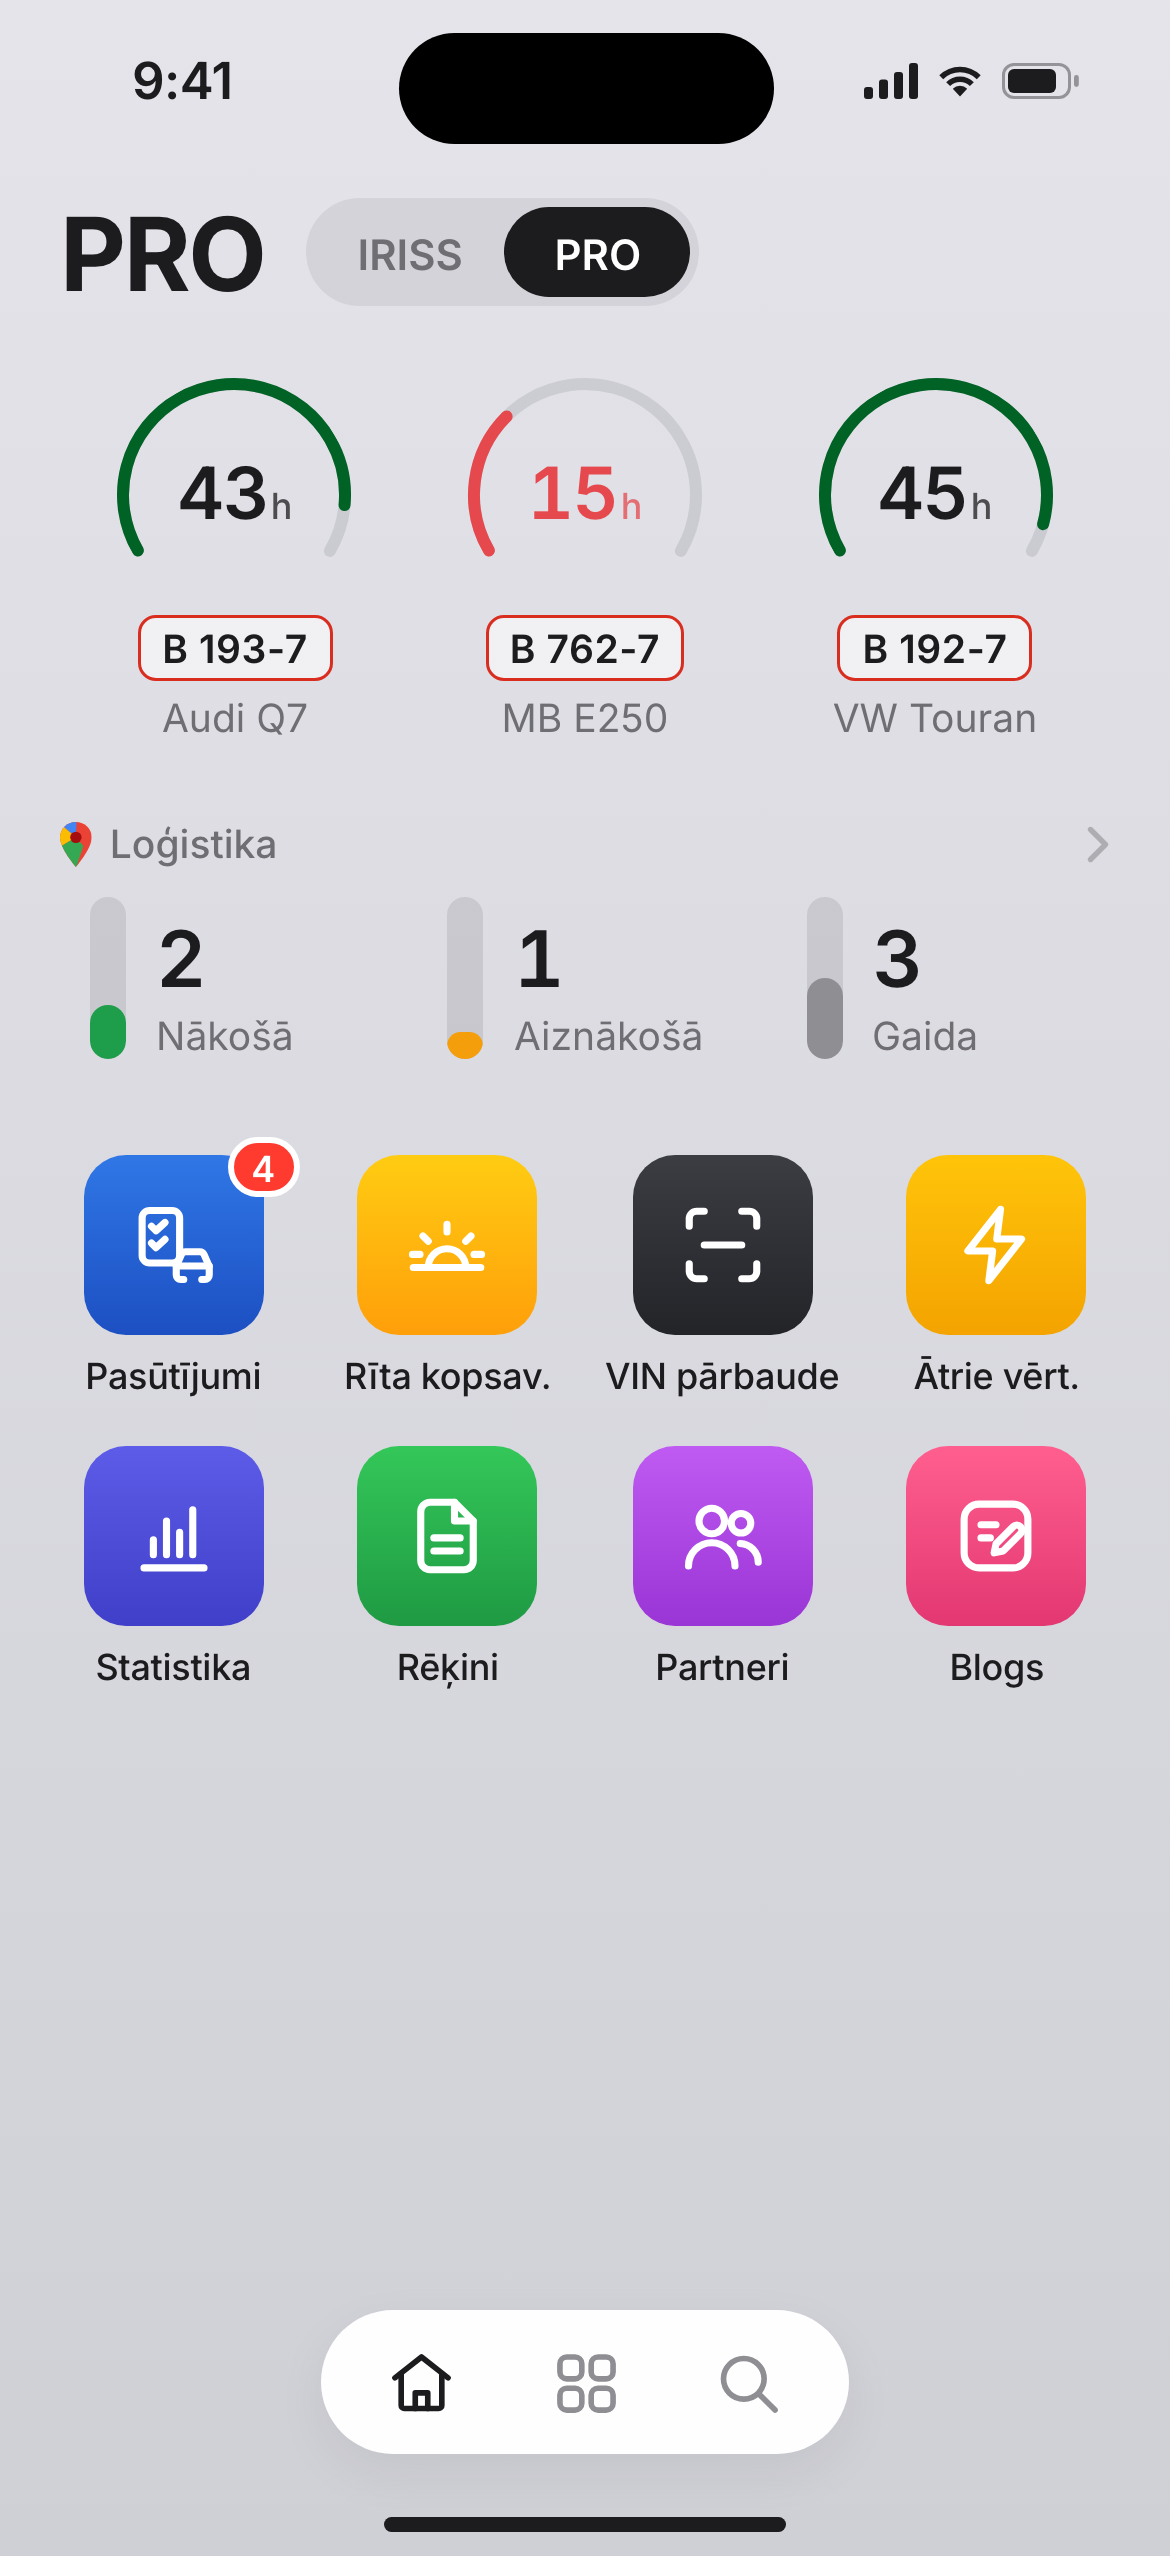 9:41
PRO
IRISS PRO
43h 15h 45h
B 193-7 B 762-7 B 192-7
Audi Q7 MB E250 VW Touran
Loģistika
2 1 3
Nākošā Aiznākošā Gaida
4
Pasūtījumi Rīta kopsav. VIN pārbaude Ātrie vērt.
Statistika Rēķini Partneri Blogs